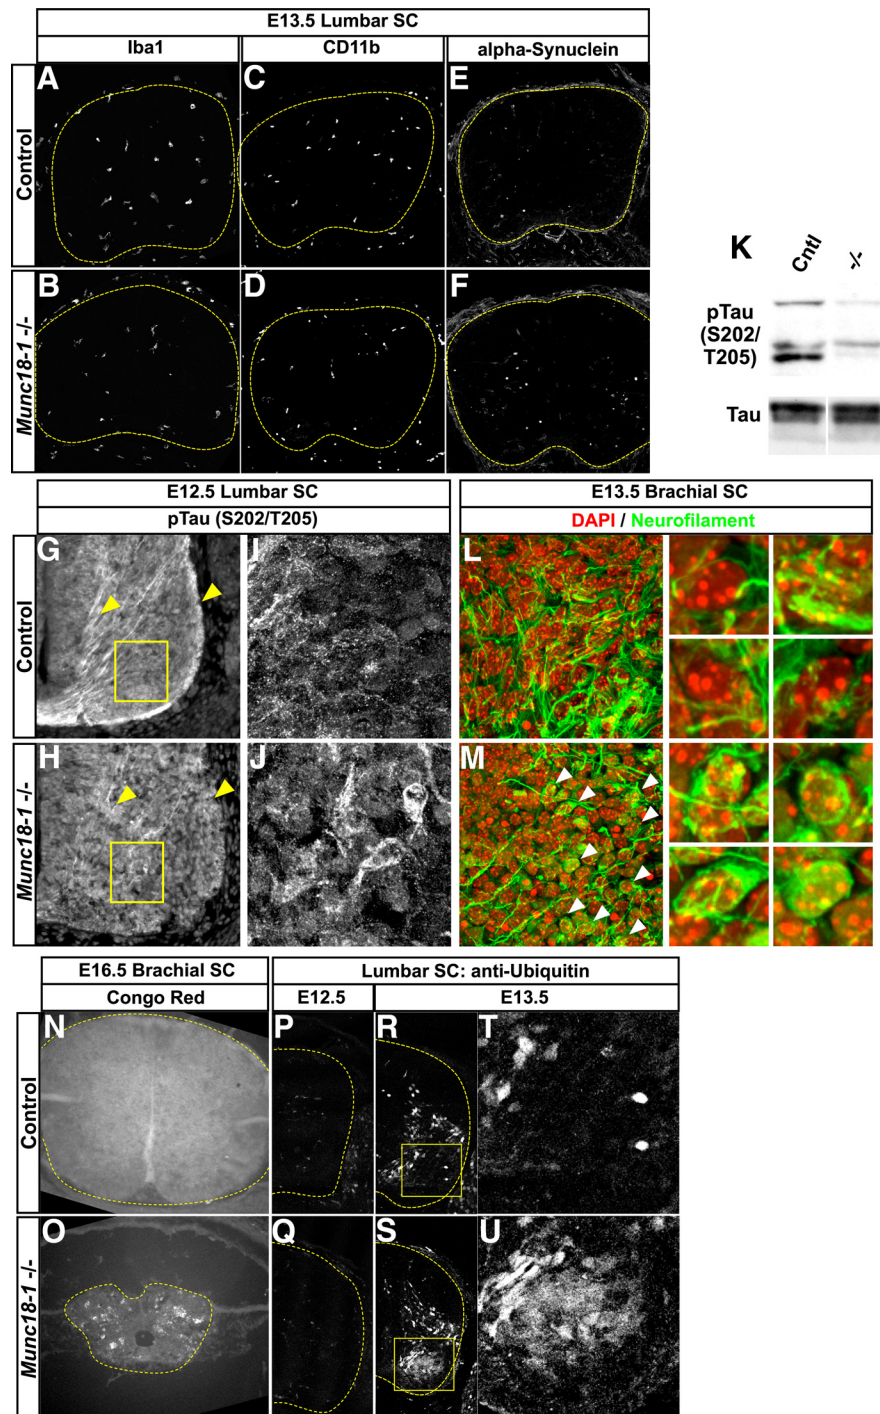 E13.5 Lumbar SC
Iba1 CD11b alpha-Synuclein
Control
A C E
Munc18-1 -/-
B D F
K Cntl -/-
pTau
(S202/
T205)
Tau
E12.5 Lumbar SC
pTau (S202/T205)
E13.5 Brachial SC
DAPI / Neurofilament
Control
G I L
Munc18-1 -/-
H J M
E16.5 Brachial SC
Congo Red
Lumbar SC: anti-Ubiquitin
E12.5 E13.5
Control
N P R T
Munc18-1 -/-
O Q S U